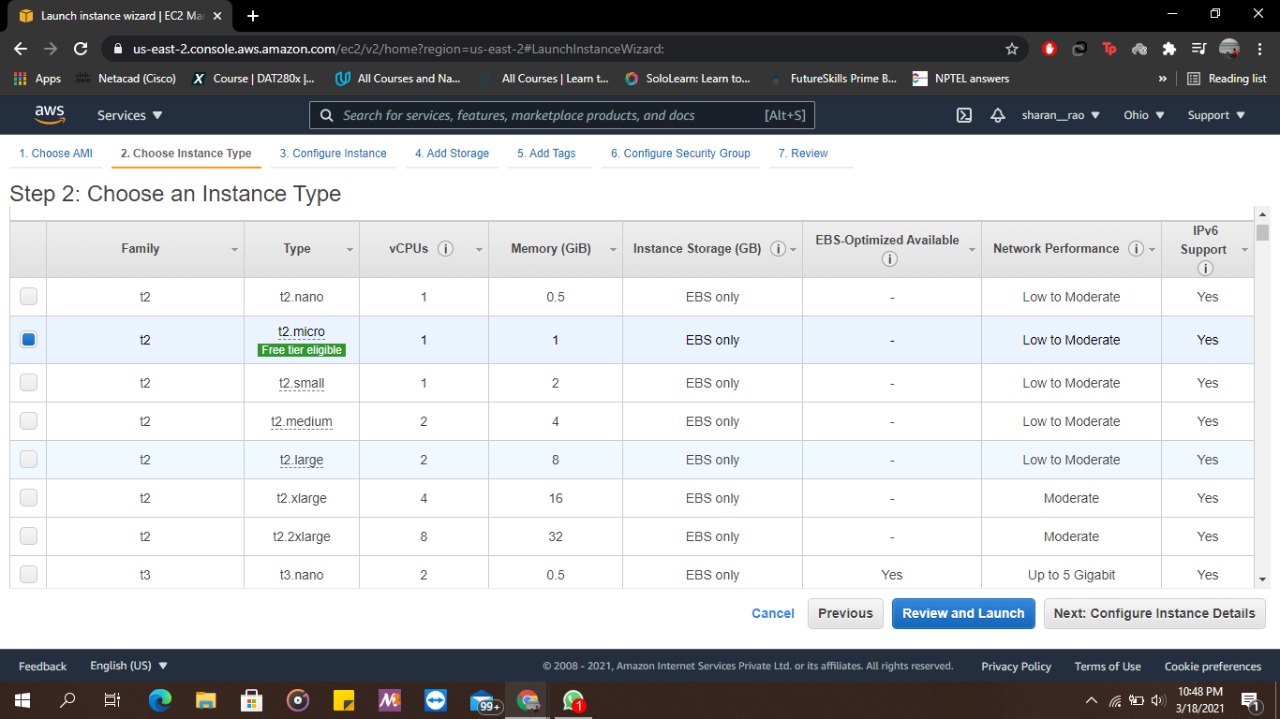 Launch instance wizard | EC2 Ma
us-east-2.console.aws.amazon.com/ec2/v2/home?region=us-east-2#LaunchInstanceWizard:
Apps Netacad (Cisco) Course | DAT280x |... All Courses and Na... All Courses | Learn t... SoloLearn: Learn to... FutureSkills Prime B... NPTEL answers » Reading list
aws Services Search for services, features, marketplace products, and docs [Alt+S] sharan__rao Ohio Support
1. Choose AMI 2. Choose Instance Type 3. Configure Instance 4. Add Storage 5. Add Tags 6. Configure Security Group 7. Review
Step 2: Choose an Instance Type
Family Type vCPUs Memory (GiB) Instance Storage (GB) EBS-Optimized Available Network Performance IPv6 Support
t2 t2.nano 1 0.5 EBS only - Low to Moderate Yes
t2 t2.micro Free tier eligible 1 1 EBS only - Low to Moderate Yes
t2 t2.small 1 2 EBS only - Low to Moderate Yes
t2 t2.medium 2 4 EBS only - Low to Moderate Yes
t2 t2.large 2 8 EBS only - Low to Moderate Yes
t2 t2.xlarge 4 16 EBS only - Moderate Yes
t2 t2.2xlarge 8 32 EBS only - Moderate Yes
t3 t3.nano 2 0.5 EBS only Yes Up to 5 Gigabit Yes
Cancel Previous Review and Launch Next: Configure Instance Details
Feedback English (US) © 2008 - 2021, Amazon Internet Services Private Ltd. or its affiliates. All rights reserved. Privacy Policy Terms of Use Cookie preferences
99+ 1 10:48 PM 1
3/18/2021